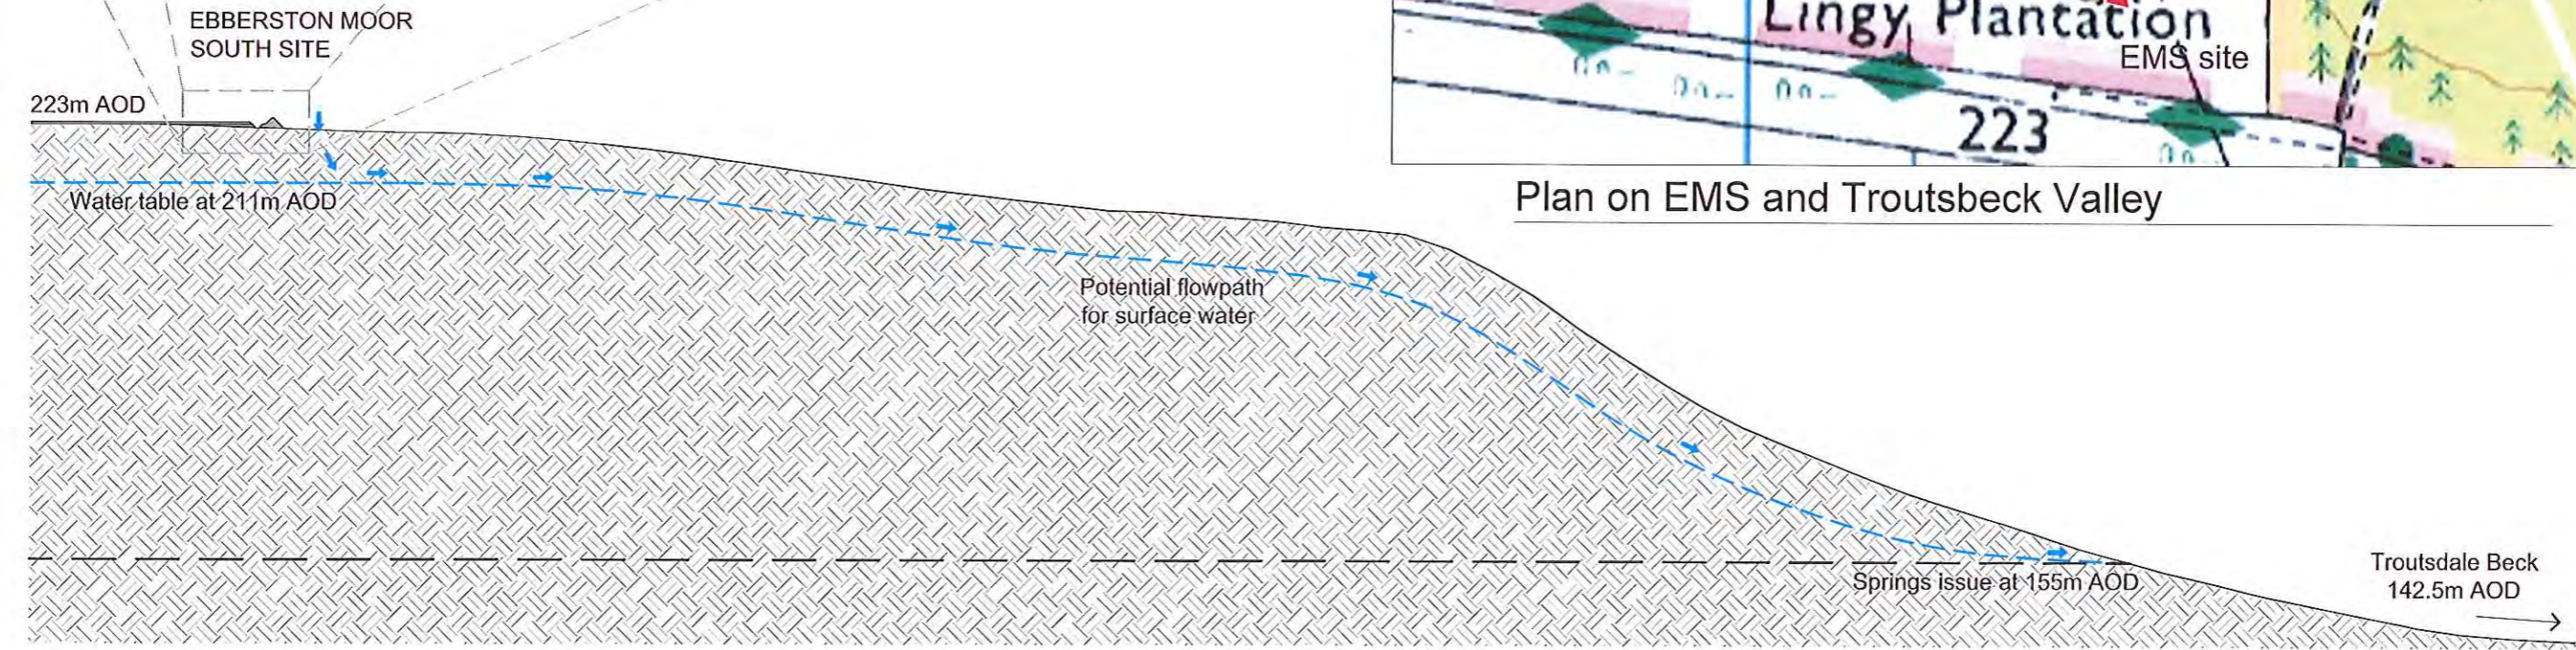 EBBERSTON MOOR
SOUTH SITE
223m AOD
Water table at 211m AOD
Potential flowpath
for surface water
Springs issue at 155m AOD
Troutsdale Beck
142.5m AOD
Lingy Plantation
EMS site
223
Plan on EMS and Troutsbeck Valley